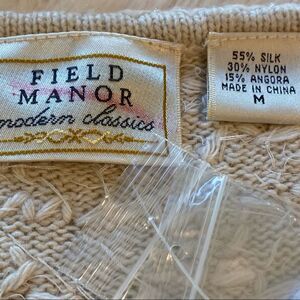 FIELD
MANOR
modern classics
55% SILK
30% NYLON
15% ANGORA
MADE IN CHINA
M